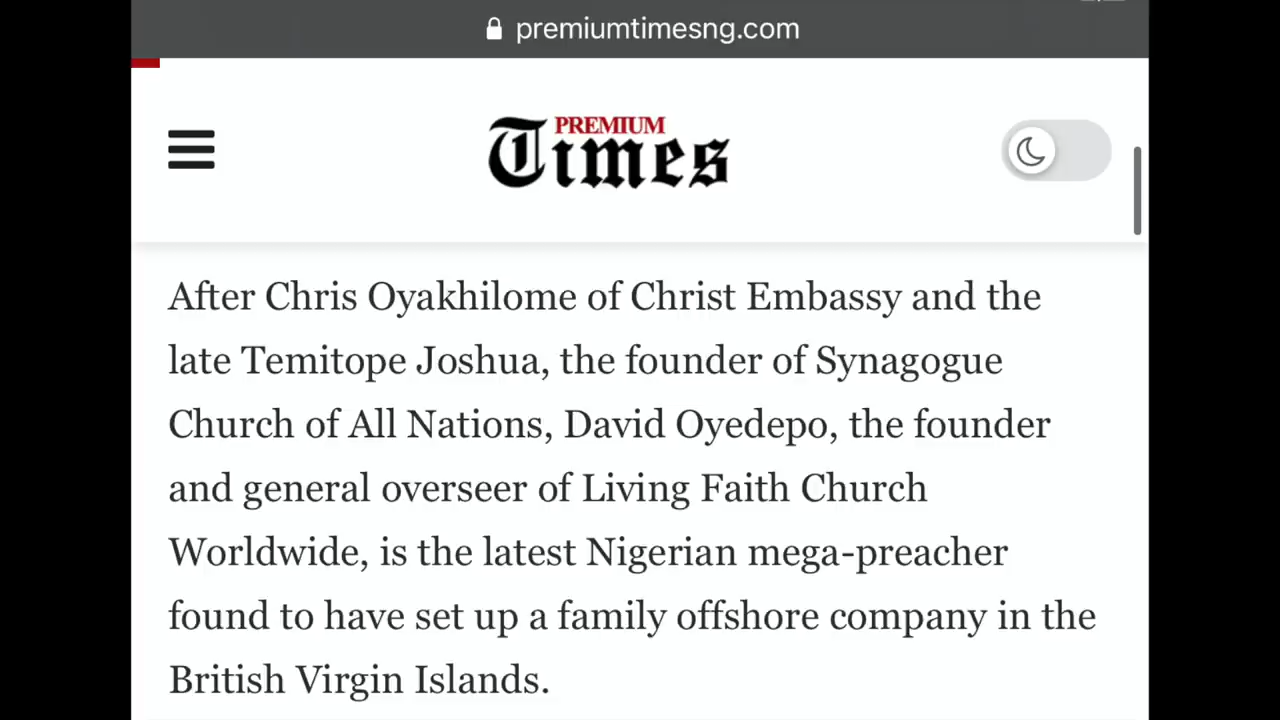 premiumtimesng.com
PREMIUM
Times
After Chris Oyakhilome of Christ Embassy and the
late Temitope Joshua, the founder of Synagogue
Church of All Nations, David Oyedepo, the founder
and general overseer of Living Faith Church
Worldwide, is the latest Nigerian mega-preacher
found to have set up a family offshore company in the
British Virgin Islands.